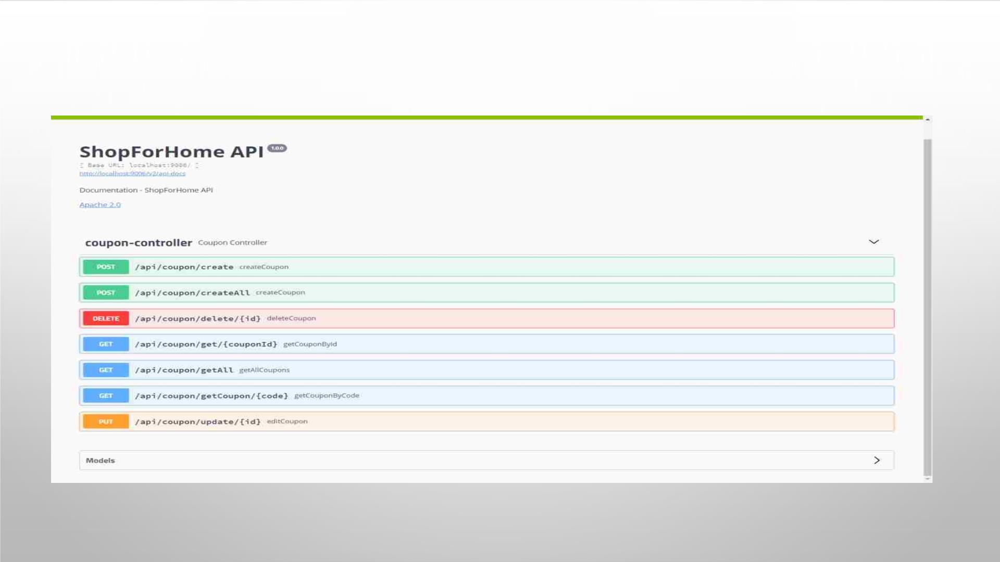 ShopForHome API 1.0.0
[ Base URL: localhost:9006/ ]
http://localhost:9006/v2/api-docs
Documentation - ShopForHome API
Apache 2.0
coupon-controller Coupon Controller
POST /api/coupon/create createCoupon
POST /api/coupon/createAll createCoupon
DELETE /api/coupon/delete/{id} deleteCoupon
GET /api/coupon/get/{couponId} getCouponById
GET /api/coupon/getAll getAllCoupons
GET /api/coupon/getCoupon/{code} getCouponByCode
PUT /api/coupon/update/{id} editCoupon
Models